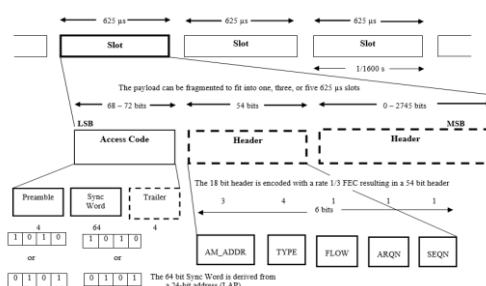 625 µs 625 µs 625 µs
Slot Slot Slot
1/1600 s
The payload can be fragmented to fit into one, three, or five 625 µs slots
68 – 72 bits 54 bits 0 – 2745 bits
LSB MSB
Access Code Header Header
The 18 bit header is encoded with a rate 1/3 FEC resulting in a 54 bit header
Preamble Sync Word Trailer
3 4 1 1 1
6 bits
4 64 4
1 0 1 0 1 0 1 0
AM_ADDR TYPE FLOW ARQN SEQN
or or
0 1 0 1 0 1 0 1
The 64 bit Sync Word is derived from
a 24-bit address (LAP)